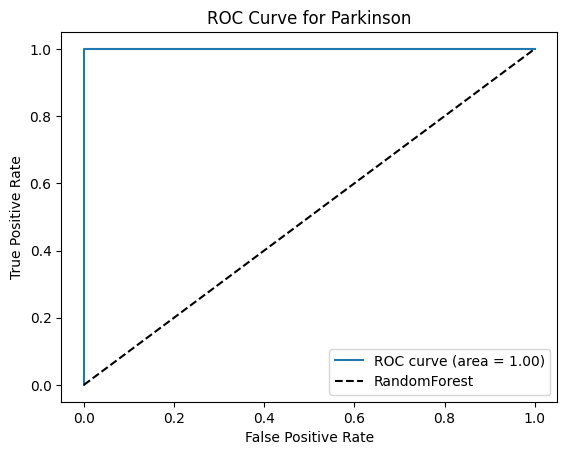 ROC Curve for Parkinson
True Positive Rate
1.0
0.8
0.6
0.4
0.2
0.0
ROC curve (area = 1.00)
RandomForest
0.0 0.2 0.4 0.6 0.8 1.0
False Positive Rate